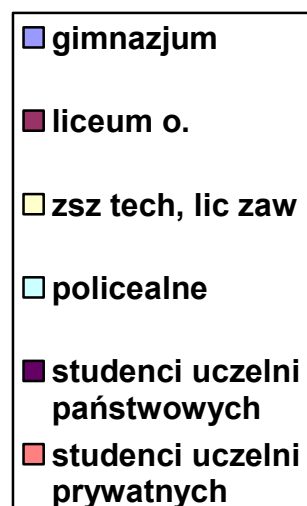 gimnazjum
liceum o.
zsz tech, lic zaw
policealne
studenci uczelni
państwowych
studenci uczelni
prywatnych